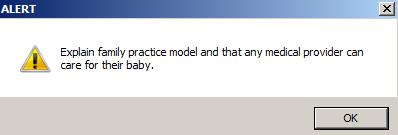 ALERT
Explain family practice model and that any medical provider can
care for their baby.
OK